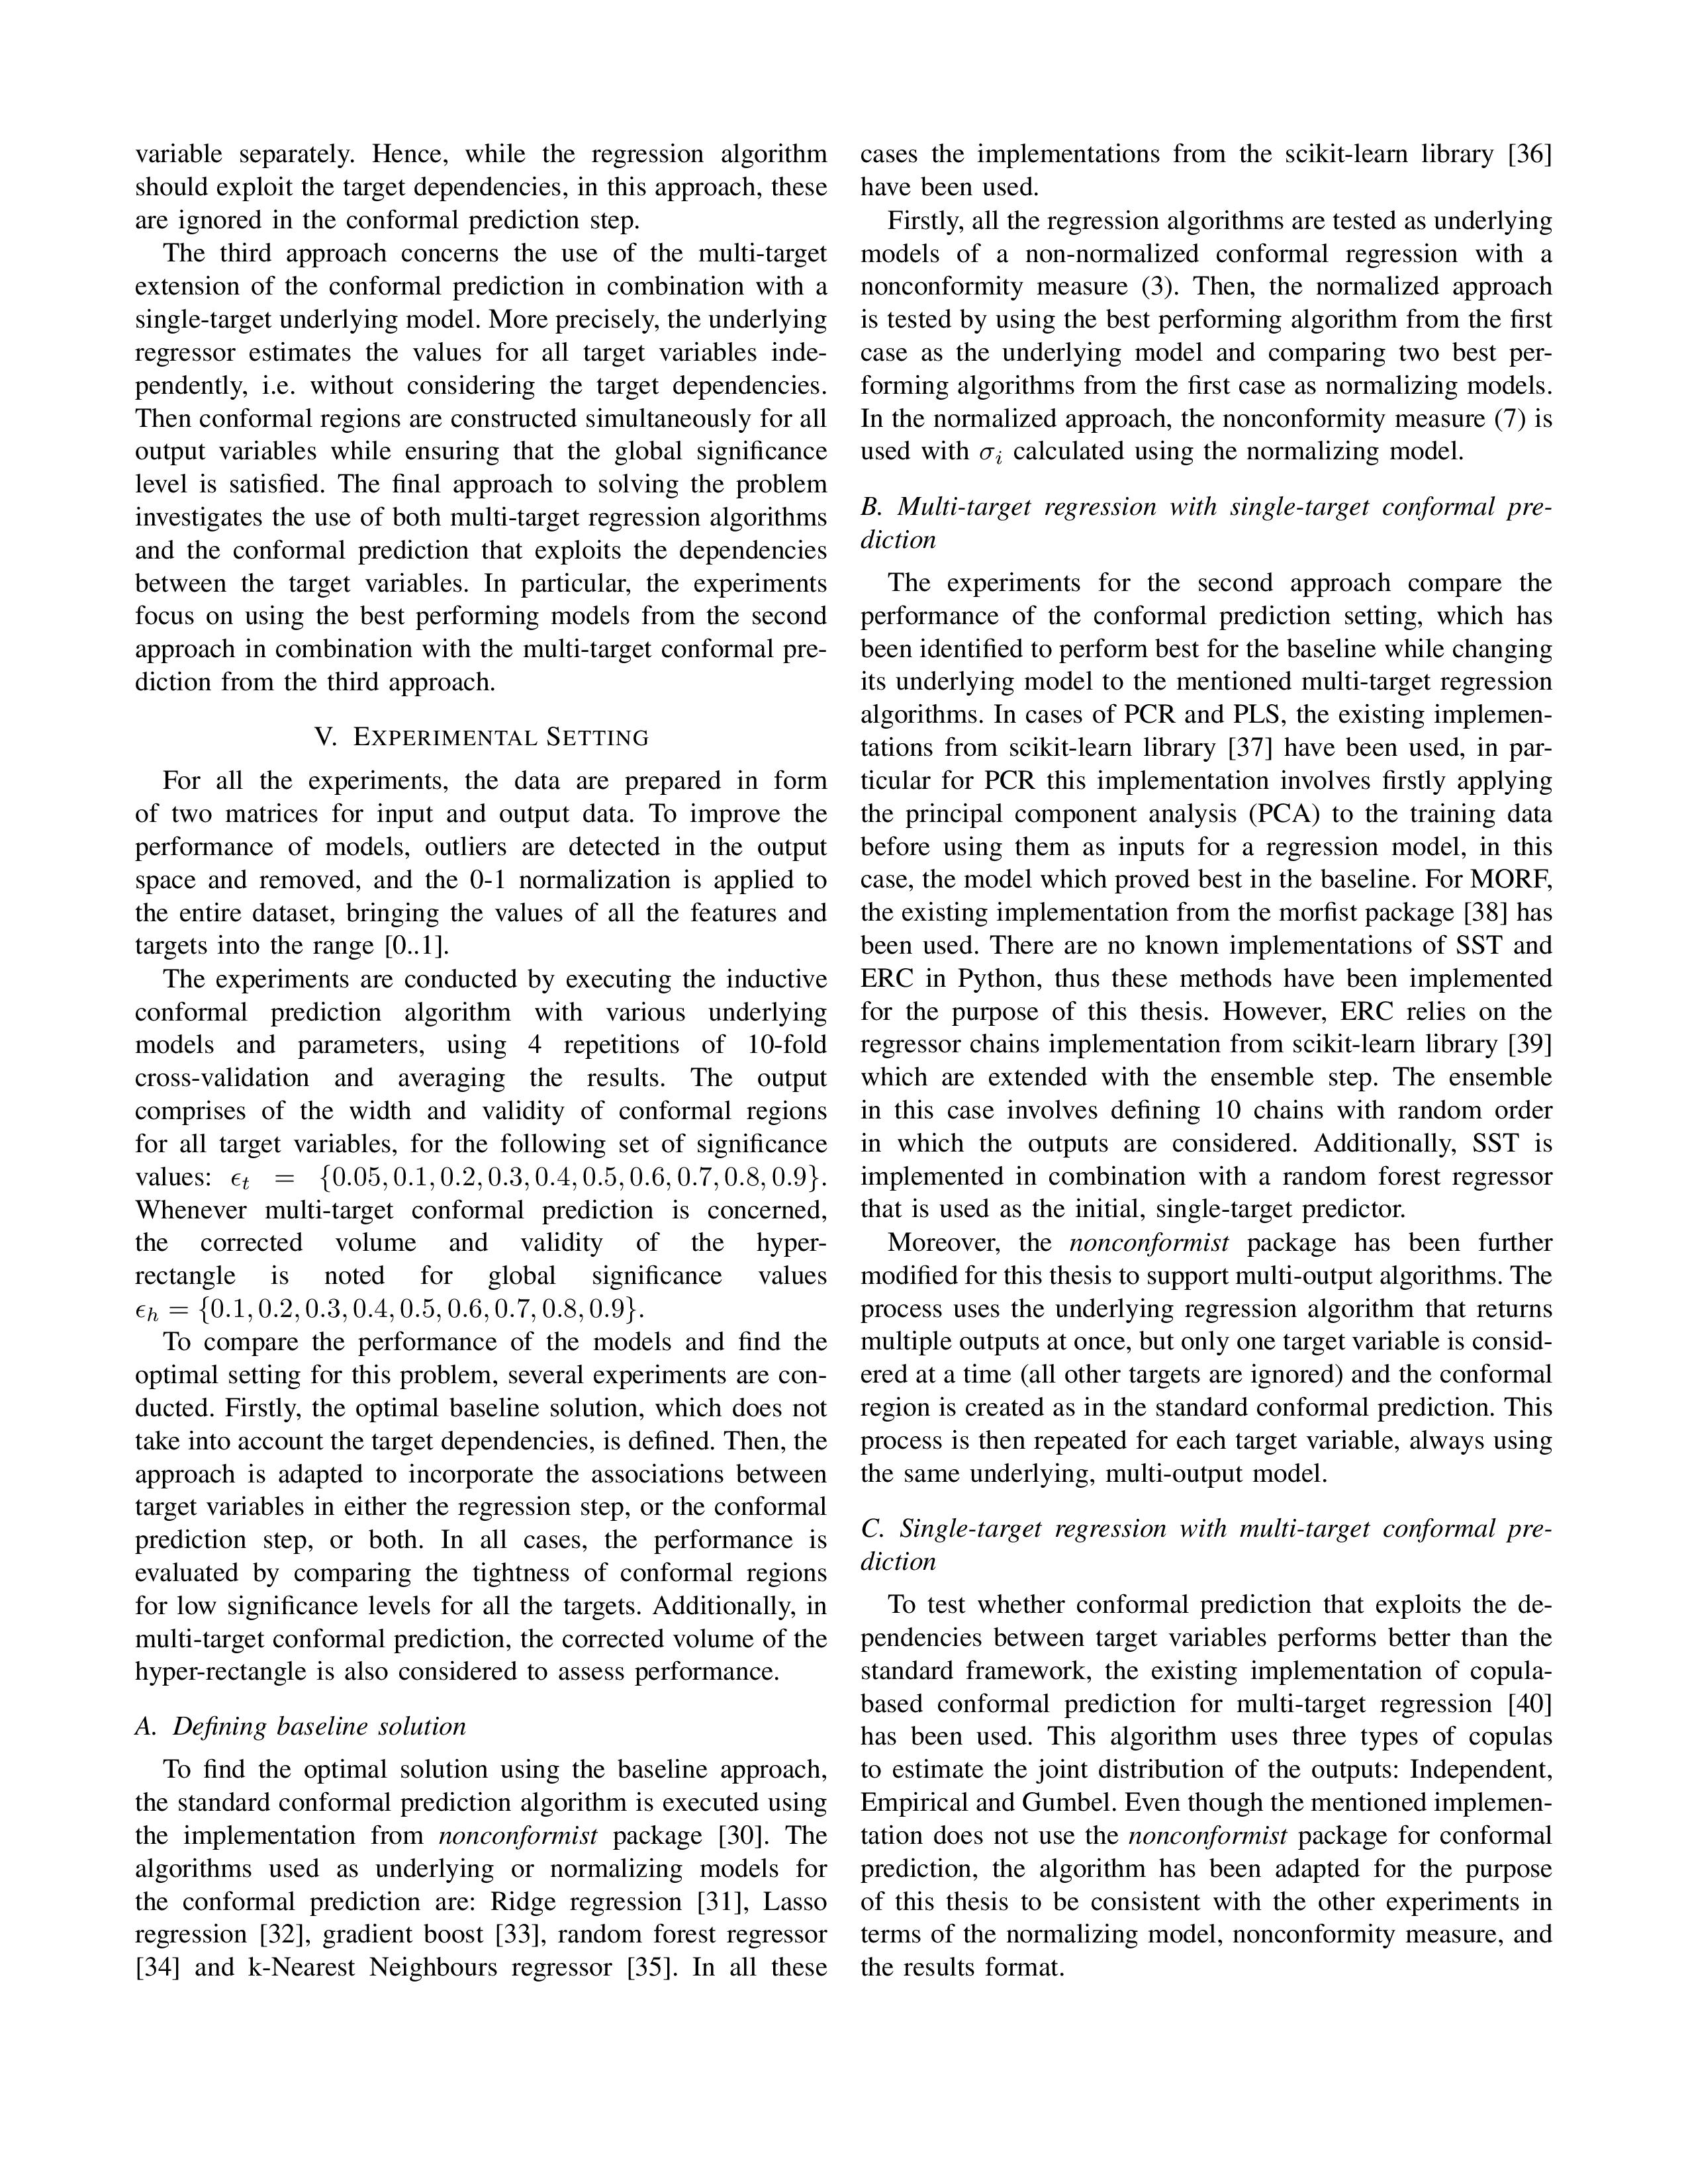 variable separately. Hence, while the regression algorithm
should exploit the target dependencies, in this approach, these
are ignored in the conformal prediction step.
The third approach concerns the use of the multi-target
extension of the conformal prediction in combination with a
single-target underlying model. More precisely, the underlying
regressor estimates the values for all target variables inde-
pendently, i.e. without considering the target dependencies.
Then conformal regions are constructed simultaneously for all
output variables while ensuring that the global significance
level is satisfied. The final approach to solving the problem
investigates the use of both multi-target regression algorithms
and the conformal prediction that exploits the dependencies
between the target variables. In particular, the experiments
focus on using the best performing models from the second
approach in combination with the multi-target conformal pre-
diction from the third approach.
V. EXPERIMENTAL SETTING
For all the experiments, the data are prepared in form
of two matrices for input and output data. To improve the
performance of models, outliers are detected in the output
space and removed, and the 0-1 normalization is applied to
the entire dataset, bringing the values of all the features and
targets into the range [0..1].
The experiments are conducted by executing the inductive
conformal prediction algorithm with various underlying
models and parameters, using 4 repetitions of 10-fold
cross-validation and averaging the results. The output
comprises of the width and validity of conformal regions
for all target variables, for the following set of significance
values: ϵt = {0.05, 0.1, 0.2, 0.3, 0.4, 0.5, 0.6, 0.7, 0.8, 0.9}.
Whenever multi-target conformal prediction is concerned,
the corrected volume and validity of the hyper-
rectangle is noted for global significance values
ϵh = {0.1, 0.2, 0.3, 0.4, 0.5, 0.6, 0.7, 0.8, 0.9}.
To compare the performance of the models and find the
optimal setting for this problem, several experiments are con-
ducted. Firstly, the optimal baseline solution, which does not
take into account the target dependencies, is defined. Then, the
approach is adapted to incorporate the associations between
target variables in either the regression step, or the conformal
prediction step, or both. In all cases, the performance is
evaluated by comparing the tightness of conformal regions
for low significance levels for all the targets. Additionally, in
multi-target conformal prediction, the corrected volume of the
hyper-rectangle is also considered to assess performance.
A. Defining baseline solution
To find the optimal solution using the baseline approach,
the standard conformal prediction algorithm is executed using
the implementation from nonconformist package [30]. The
algorithms used as underlying or normalizing models for
the conformal prediction are: Ridge regression [31], Lasso
regression [32], gradient boost [33], random forest regressor
[34] and k-Nearest Neighbours regressor [35]. In all these
cases the implementations from the scikit-learn library [36]
have been used.
Firstly, all the regression algorithms are tested as underlying
models of a non-normalized conformal regression with a
nonconformity measure (3). Then, the normalized approach
is tested by using the best performing algorithm from the first
case as the underlying model and comparing two best per-
forming algorithms from the first case as normalizing models.
In the normalized approach, the nonconformity measure (7) is
used with σi calculated using the normalizing model.
B. Multi-target regression with single-target conformal pre-
diction
The experiments for the second approach compare the
performance of the conformal prediction setting, which has
been identified to perform best for the baseline while changing
its underlying model to the mentioned multi-target regression
algorithms. In cases of PCR and PLS, the existing implemen-
tations from scikit-learn library [37] have been used, in par-
ticular for PCR this implementation involves firstly applying
the principal component analysis (PCA) to the training data
before using them as inputs for a regression model, in this
case, the model which proved best in the baseline. For MORF,
the existing implementation from the morfist package [38] has
been used. There are no known implementations of SST and
ERC in Python, thus these methods have been implemented
for the purpose of this thesis. However, ERC relies on the
regressor chains implementation from scikit-learn library [39]
which are extended with the ensemble step. The ensemble
in this case involves defining 10 chains with random order
in which the outputs are considered. Additionally, SST is
implemented in combination with a random forest regressor
that is used as the initial, single-target predictor.
Moreover, the nonconformist package has been further
modified for this thesis to support multi-output algorithms. The
process uses the underlying regression algorithm that returns
multiple outputs at once, but only one target variable is consid-
ered at a time (all other targets are ignored) and the conformal
region is created as in the standard conformal prediction. This
process is then repeated for each target variable, always using
the same underlying, multi-output model.
C. Single-target regression with multi-target conformal pre-
diction
To test whether conformal prediction that exploits the de-
pendencies between target variables performs better than the
standard framework, the existing implementation of copula-
based conformal prediction for multi-target regression [40]
has been used. This algorithm uses three types of copulas
to estimate the joint distribution of the outputs: Independent,
Empirical and Gumbel. Even though the mentioned implemen-
tation does not use the nonconformist package for conformal
prediction, the algorithm has been adapted for the purpose
of this thesis to be consistent with the other experiments in
terms of the normalizing model, nonconformity measure, and
the results format.